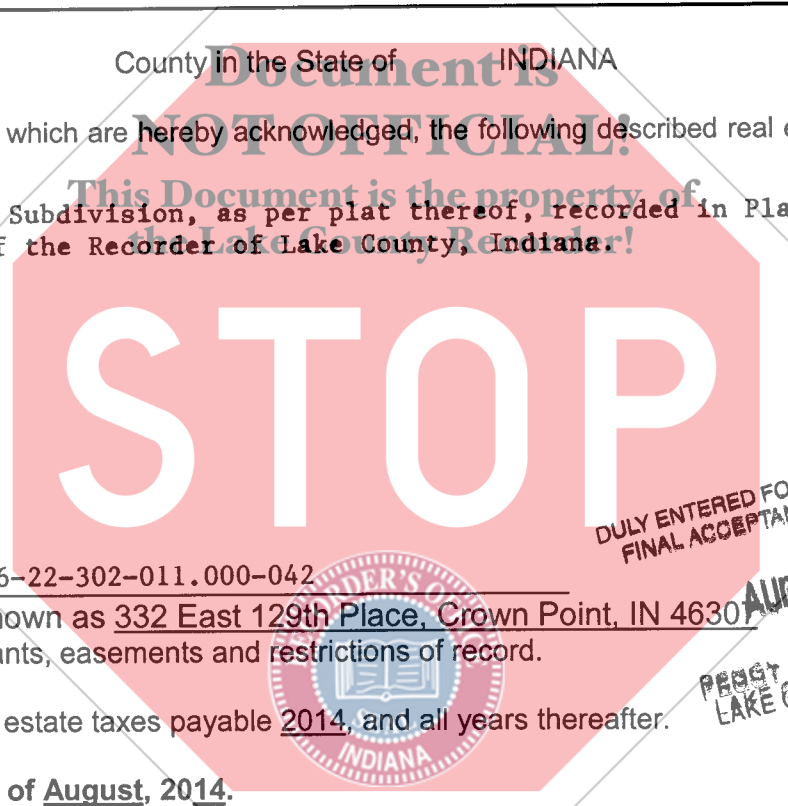 County in the State of INDIANA
Document is
which are hereby acknowledged, the following described real e
NOT OFFICIAL!
This Document is the property of
Subdivision, as per plat thereof, recorded in Pla
the Lake County Recorder!
f the Recorder of Lake County, Indiana.
STOP
DULY ENTERED FO
FINAL ACCEPTAN
6-22-302-011.000-042
RECORDER'S OFFICE
nown as 332 East 129th Place, Crown Point, IN 46307
AUG
ants, easements and restrictions of record.
LAKE C
estate taxes payable 2014, and all years thereafter.
INDIANA
of August, 2014.